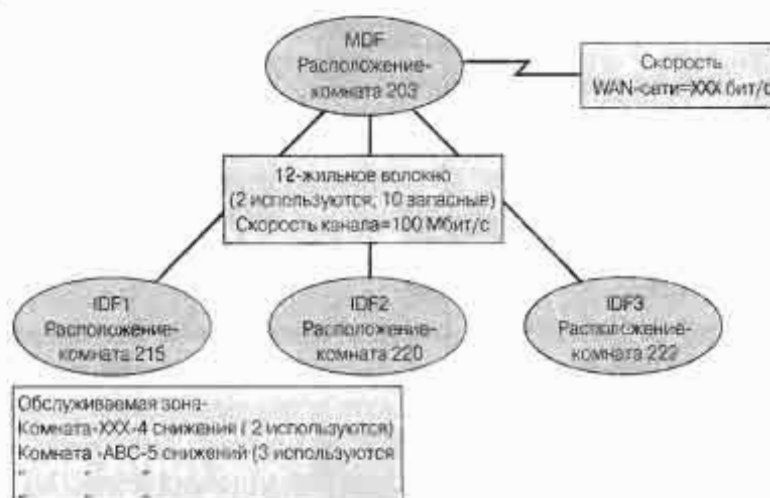 MDF
Расположение-
комната 203
Скорость
WAN-сети=XXX бит/с
12-жильное волокно
(2 используются, 10 запасные)
Скорость канала=100 Мбит/с
IDF1
Расположение-
комната 215
IDF2
Расположение-
комната 220
IDF3
Расположение-
комната 222
Обслуживаемая зона-
Комната-XXX-4 снижения ( 2 используются)
Комната -ABC-5 снижений (3 используются
" " "